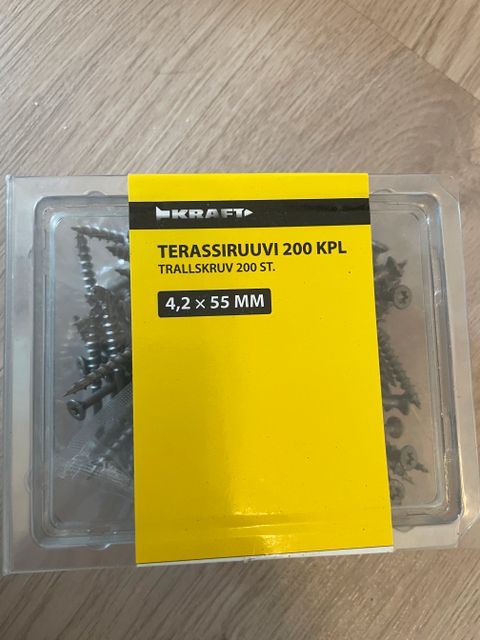 KRAFT
TERASSIRUUVI 200 KPL
TRALLSKRUV 200 ST.
4,2 × 55 MM